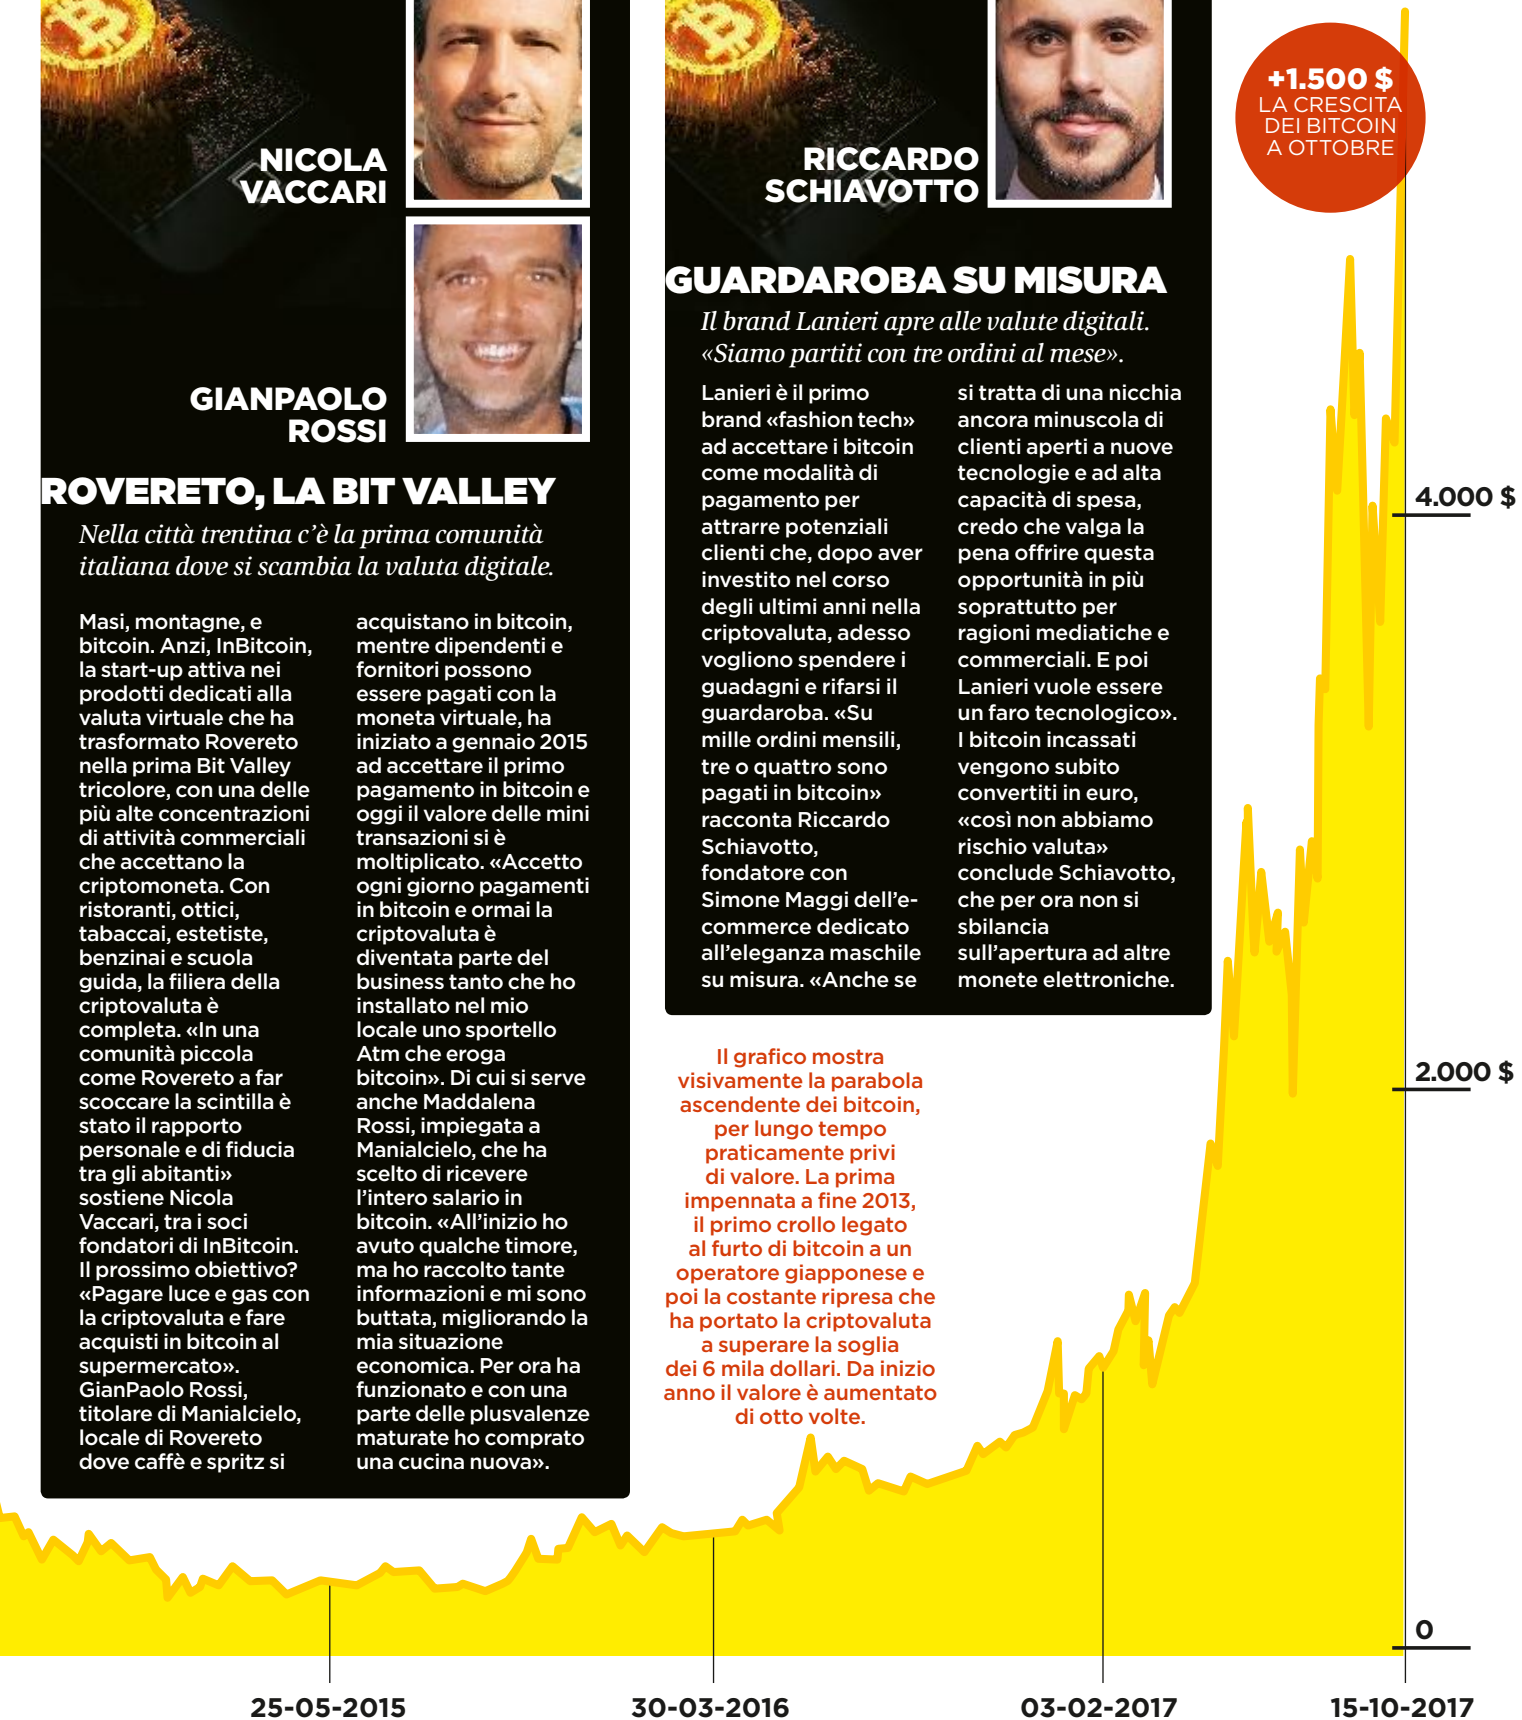 NICOLA
VACCARI
GIANPAOLO
ROSSI
ROVERETO, LA BIT VALLEY
Nella città trentina c’è la prima comunità
italiana dove si scambia la valuta digitale.
Masi, montagne, e
bitcoin. Anzi, InBitcoin,
la start-up attiva nei
prodotti dedicati alla
valuta virtuale che ha
trasformato Rovereto
nella prima Bit Valley
tricolore, con una delle
più alte concentrazioni
di attività commerciali
che accettano la
criptomoneta. Con
ristoranti, ottici,
tabaccai, estetiste,
benzinai e scuola
guida, la filiera della
criptovaluta è
completa. «In una
comunità piccola
come Rovereto a far
scoccare la scintilla è
stato il rapporto
personale e di fiducia
tra gli abitanti»
sostiene Nicola
Vaccari, tra i soci
fondatori di InBitcoin.
Il prossimo obiettivo?
«Pagare luce e gas con
la criptovaluta e fare
acquisti in bitcoin al
supermercato».
GianPaolo Rossi,
titolare di Manialcielo,
locale di Rovereto
dove caffè e spritz si
acquistano in bitcoin,
mentre dipendenti e
fornitori possono
essere pagati con la
moneta virtuale, ha
iniziato a gennaio 2015
ad accettare il primo
pagamento in bitcoin e
oggi il valore delle mini
transazioni si è
moltiplicato. «Accetto
ogni giorno pagamenti
in bitcoin e ormai la
criptovaluta è
diventata parte del
business tanto che ho
installato nel mio
locale uno sportello
Atm che eroga
bitcoin». Di cui si serve
anche Maddalena
Rossi, impiegata a
Manialcielo, che ha
scelto di ricevere
l’intero salario in
bitcoin. «All’inizio ho
avuto qualche timore,
ma ho raccolto tante
informazioni e mi sono
buttata, migliorando la
mia situazione
economica. Per ora ha
funzionato e con una
parte delle plusvalenze
maturate ho comprato
una cucina nuova».
RICCARDO
SCHIAVOTTO
GUARDAROBA SU MISURA
Il brand Lanieri apre alle valute digitali.
«Siamo partiti con tre ordini al mese».
Lanieri è il primo
brand «fashion tech»
ad accettare i bitcoin
come modalità di
pagamento per
attrarre potenziali
clienti che, dopo aver
investito nel corso
degli ultimi anni nella
criptovaluta, adesso
vogliono spendere i
guadagni e rifarsi il
guardaroba. «Su
mille ordini mensili,
tre o quattro sono
pagati in bitcoin»
racconta Riccardo
Schiavotto,
fondatore con
Simone Maggi dell’e-
commerce dedicato
all’eleganza maschile
su misura. «Anche se
si tratta di una nicchia
ancora minuscola di
clienti aperti a nuove
tecnologie e ad alta
capacità di spesa,
credo che valga la
pena offrire questa
opportunità in più
soprattutto per
ragioni mediatiche e
commerciali. E poi
Lanieri vuole essere
un faro tecnologico».
I bitcoin incassati
vengono subito
convertiti in euro,
«così non abbiamo
rischio valuta»
conclude Schiavotto,
che per ora non si
sbilancia
sull’apertura ad altre
monete elettroniche.
Il grafico mostra
visivamente la parabola
ascendente dei bitcoin,
per lungo tempo
praticamente privi
di valore. La prima
impennata a fine 2013,
il primo crollo legato
al furto di bitcoin a un
operatore giapponese e
poi la costante ripresa che
ha portato la criptovaluta
a superare la soglia
dei 6 mila dollari. Da inizio
anno il valore è aumentato
di otto volte.
+1.500 $
LA CRESCITA
DEI BITCOIN
A OTTOBRE
4.000 $
2.000 $
0
25-05-2015
30-03-2016
03-02-2017
15-10-2017